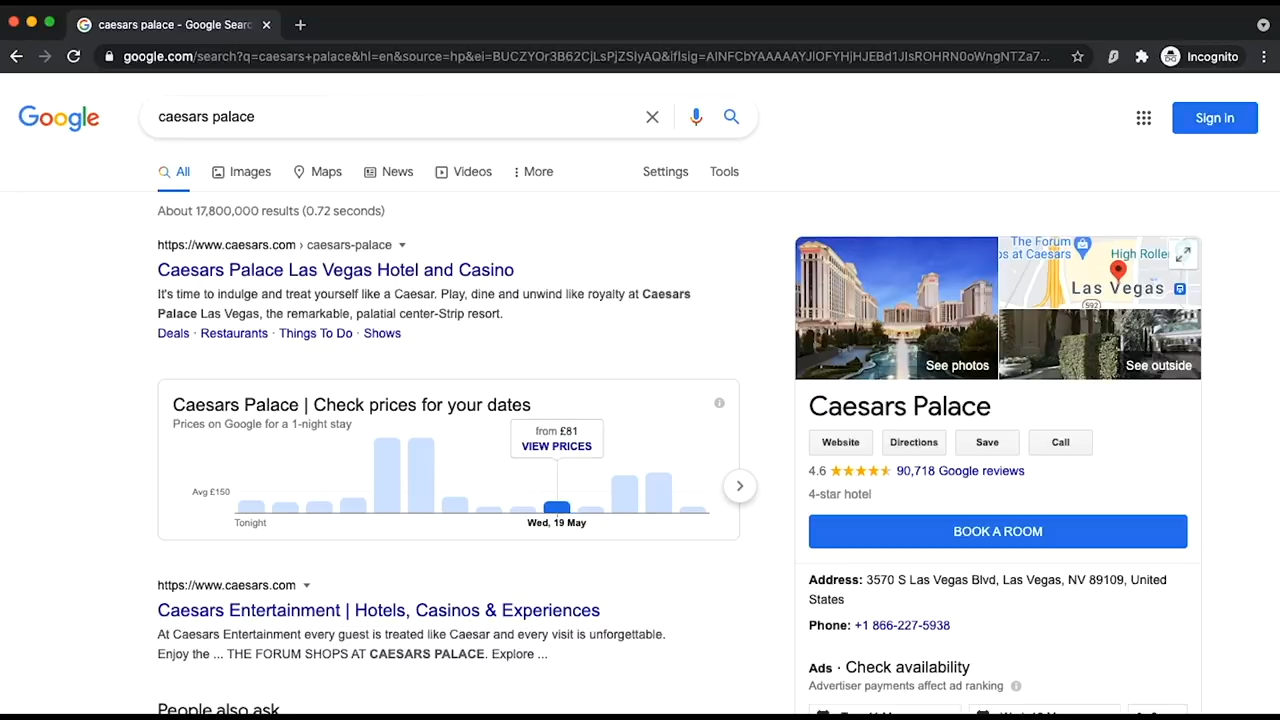 caesars palace - Google Searc
google.com/search?q=caesars+palace&hl=en&source=hp&ei=BUCZYOr3B62CjLsPjZSlyAQ&iflsig=AINFCbYAAAAAYJlOFYHjHJEBd1JIsROHRN0oWngNTZa7...
Incognito
Google
caesars palace
Sign in
All
Images
Maps
News
Videos
More
Settings
Tools
About 17,800,000 results (0.72 seconds)
https://www.caesars.com › caesars-palace
Caesars Palace Las Vegas Hotel and Casino
It's time to indulge and treat yourself like a Caesar. Play, dine and unwind like royalty at Caesars
Palace Las Vegas, the remarkable, palatial center-Strip resort.
Deals · Restaurants · Things To Do · Shows
Caesars Palace | Check prices for your dates
Prices on Google for a 1-night stay
from £81
VIEW PRICES
Avg £150
Tonight
Wed, 19 May
https://www.caesars.com
Caesars Entertainment | Hotels, Casinos & Experiences
At Caesars Entertainment every guest is treated like Caesar and every visit is unforgettable.
Enjoy the ... THE FORUM SHOPS AT CAESARS PALACE. Explore ...
People also ask
The Forum
ps at Caesars
High Roller
Las Vegas
592
See photos
See outside
Caesars Palace
Website
Directions
Save
Call
4.6
90,718 Google reviews
4-star hotel
BOOK A ROOM
Address: 3570 S Las Vegas Blvd, Las Vegas, NV 89109, United
States
Phone: +1 866-227-5938
Ads · Check availability
Advertiser payments affect ad ranking